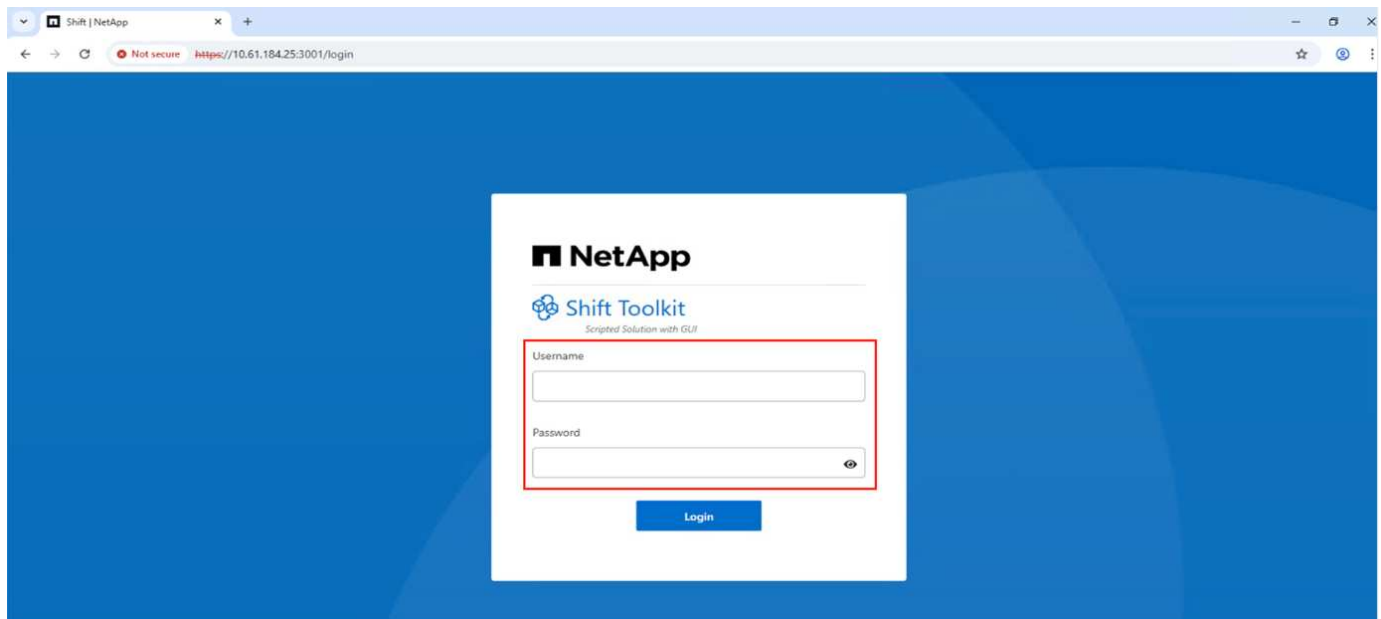 Shift | NetApp
Not secure https://10.61.184.25:3001/login
NetApp
Shift Toolkit
Scripted Solution with GUI
Username
Password
Login